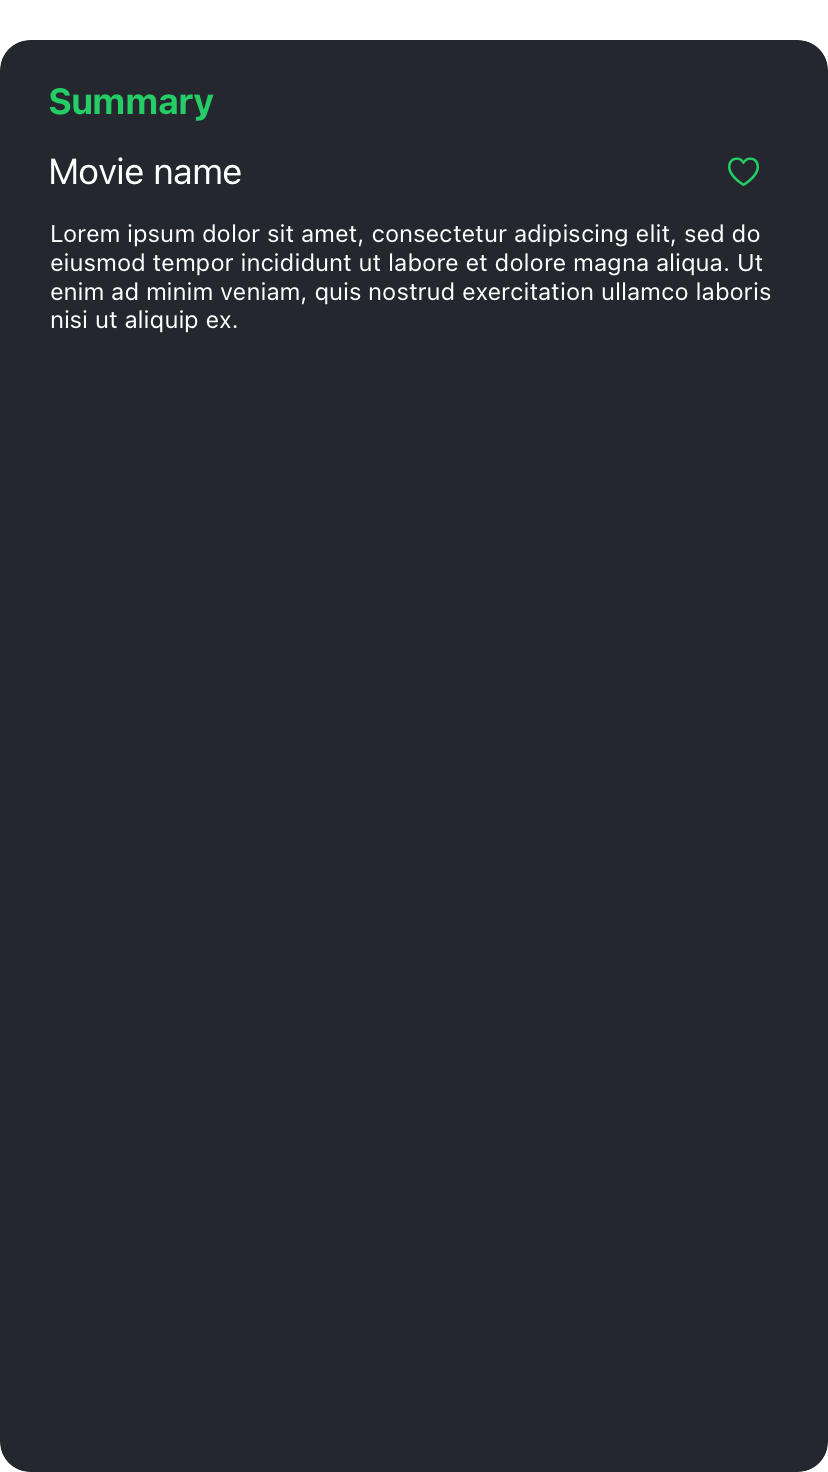 Summary
Movie name
Lorem ipsum dolor sit amet, consectetur adipiscing elit, sed do
eiusmod tempor incididunt ut labore et dolore magna aliqua. Ut
enim ad minim veniam, quis nostrud exercitation ullamco laboris
nisi ut aliquip ex.